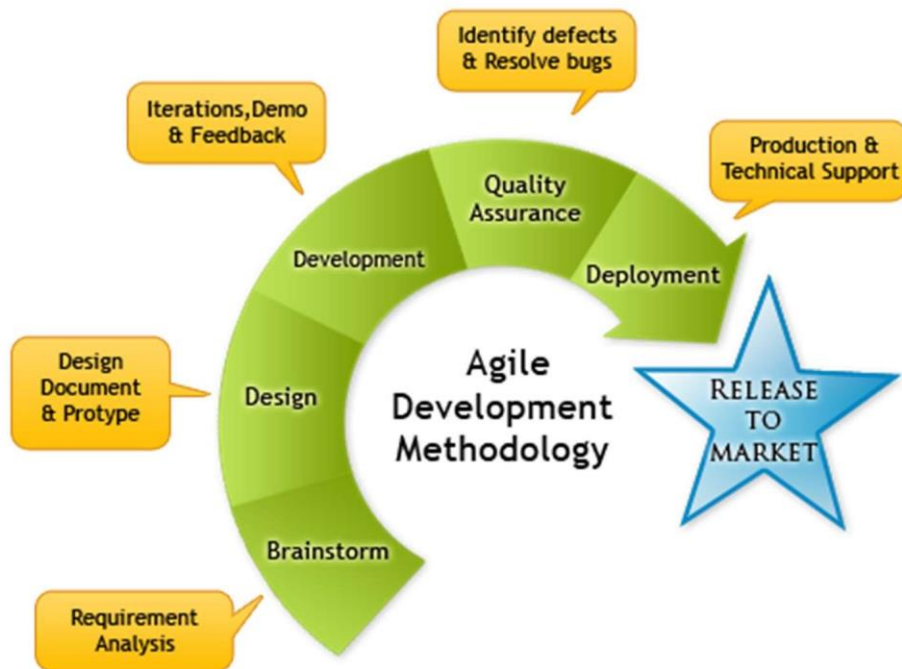 Identify defects
& Resolve bugs
Iterations,Demo
& Feedback
Production &
Technical Support
Quality
Assurance
Development
Deployment
Design
Document
& Protype
Design
Agile
Development
Methodology
RELEASE
TO
MARKET
Brainstorm
Requirement
Analysis